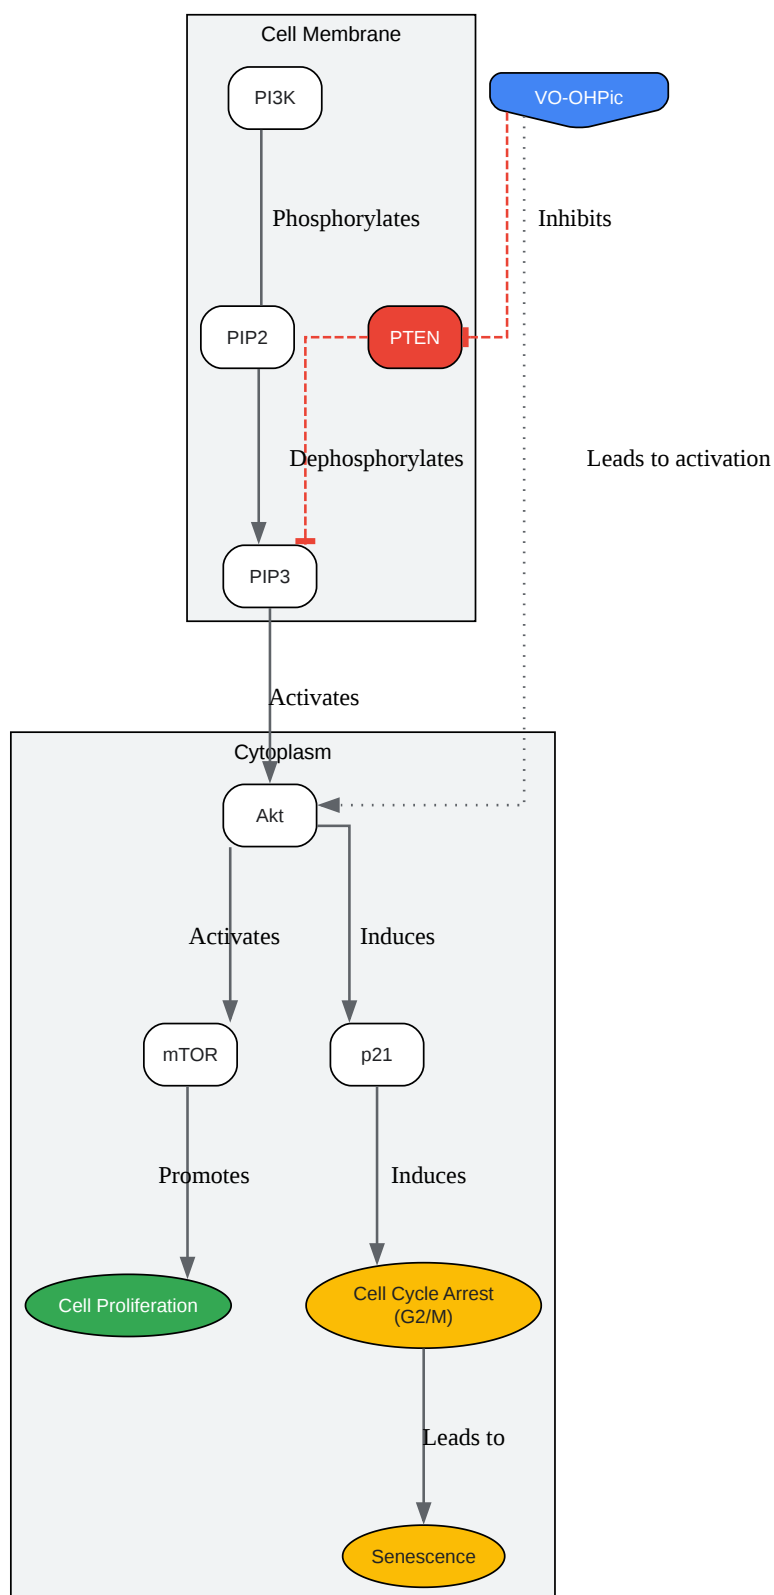 Cell Membrane
PI3K
VO-OHPic
Phosphorylates
Inhibits
PIP2
PTEN
Dephosphorylates
Leads to activation
PIP3
Activates
Cytoplasm
Akt
Activates
Induces
mTOR
p21
Promotes
Induces
Cell Proliferation
Cell Cycle Arrest
(G2/M)
Leads to
Senescence